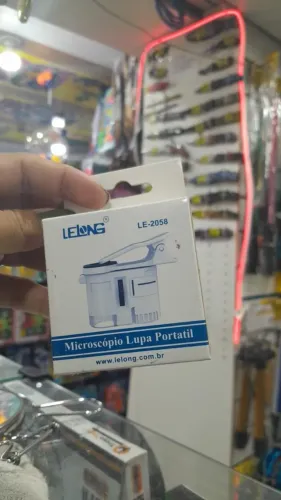 LELONG®
LE-2058
Microscópio Lupa Portatil
www.lelong.com.br